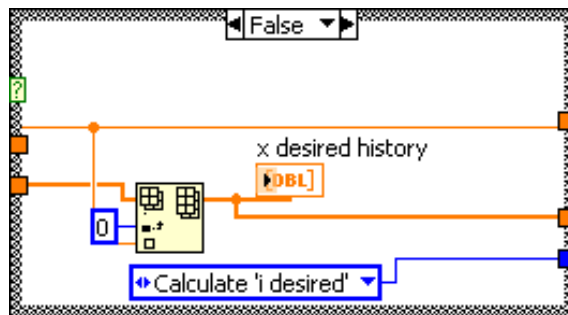 False
?
x desired history
DBL]
0
Calculate 'i desired'